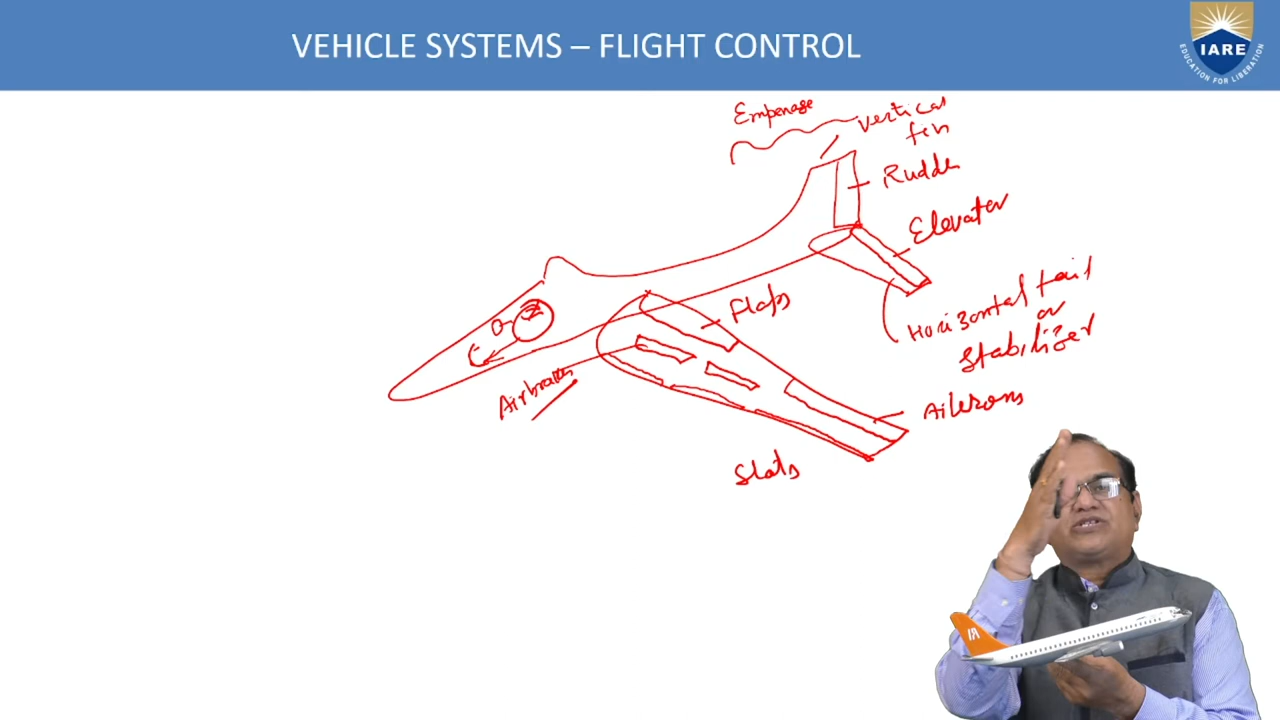 VEHICLE SYSTEMS – FLIGHT CONTROL
IARE
EDUCATION FOR LIBERATION
Empenage
Vertical
fin
Rudder
Elevator
Horizontal tail
or
Stabilizer
Flaps
Airbrakes
Ailerons
Slats